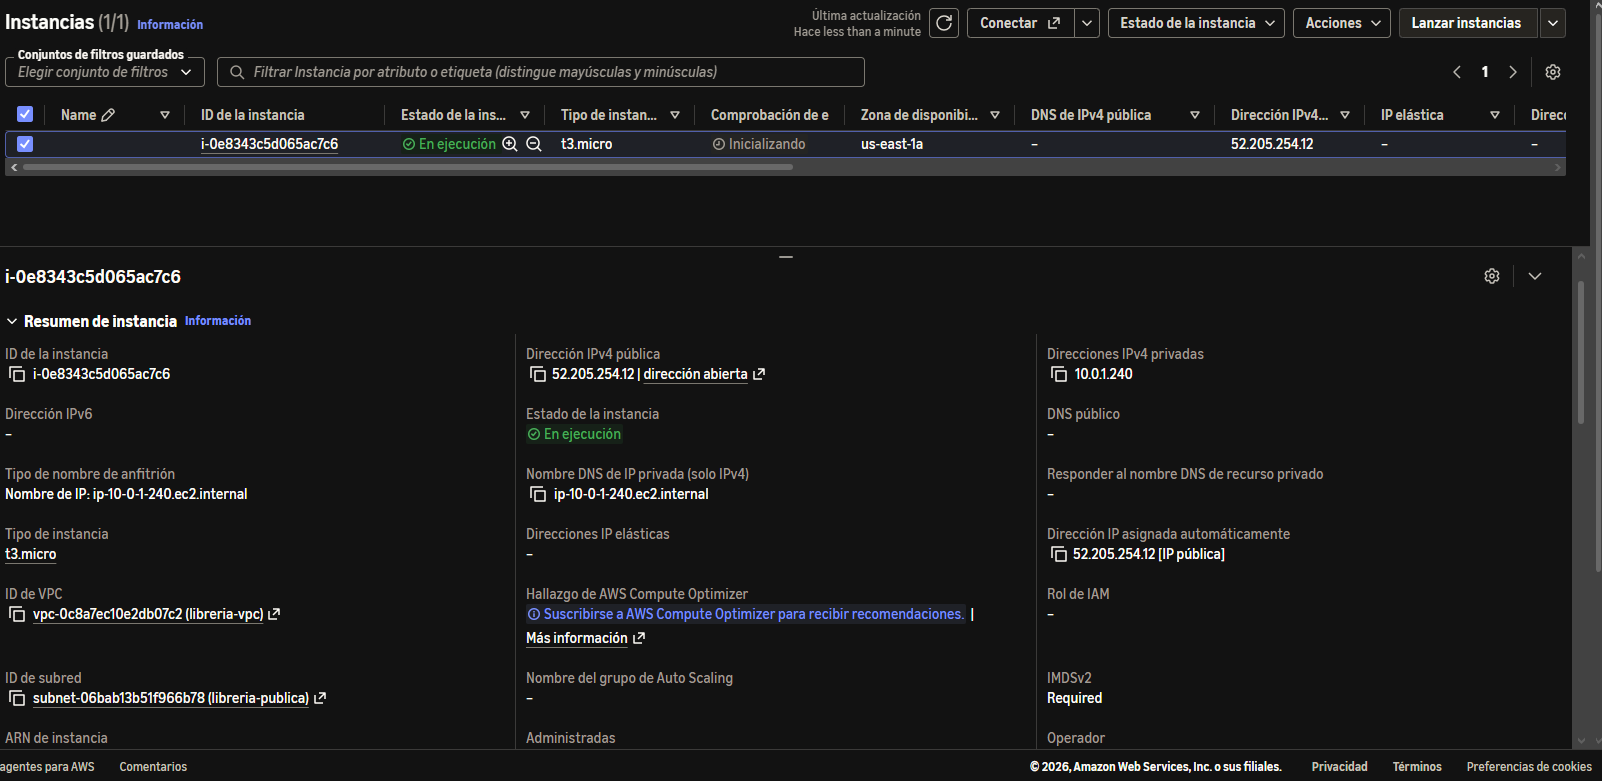 Instancias (1/1) Información
Última actualización
Hace less than a minute
Conectar
Estado de la instancia
Acciones
Lanzar instancias
Conjuntos de filtros guardados
Elegir conjunto de filtros
Filtrar Instancia por atributo o etiqueta (distingue mayúsculas y minúsculas)
1
Name ID de la instancia Estado de la ins... Tipo de instan... Comprobación de e Zona de disponibi... DNS de IPv4 pública Dirección IPv4... IP elástica Direc
i-0e8343c5d065ac7c6 En ejecución t3.micro Inicializando us-east-1a – 52.205.254.12 – –
i-0e8343c5d065ac7c6
Resumen de instancia Información
ID de la instancia
i-0e8343c5d065ac7c6
Dirección IPv4 pública
52.205.254.12 | dirección abierta
Direcciones IPv4 privadas
10.0.1.240
Dirección IPv6
–
Estado de la instancia
En ejecución
DNS público
–
Tipo de nombre de anfitrión
Nombre de IP: ip-10-0-1-240.ec2.internal
Nombre DNS de IP privada (solo IPv4)
ip-10-0-1-240.ec2.internal
Responder al nombre DNS de recurso privado
–
Tipo de instancia
t3.micro
Direcciones IP elásticas
–
Dirección IP asignada automáticamente
52.205.254.12 [IP pública]
ID de VPC
vpc-0c8a7ec10e2db07c2 (libreria-vpc)
Hallazgo de AWS Compute Optimizer
Suscribirse a AWS Compute Optimizer para recibir recomendaciones. |
Más información
Rol de IAM
–
ID de subred
subnet-06bab13b51f966b78 (libreria-publica)
Nombre del grupo de Auto Scaling
–
IMDSv2
Required
ARN de instancia
Administradas
Operador
agentes para AWS Comentarios © 2026, Amazon Web Services, Inc. o sus filiales. Privacidad Términos Preferencias de cookies